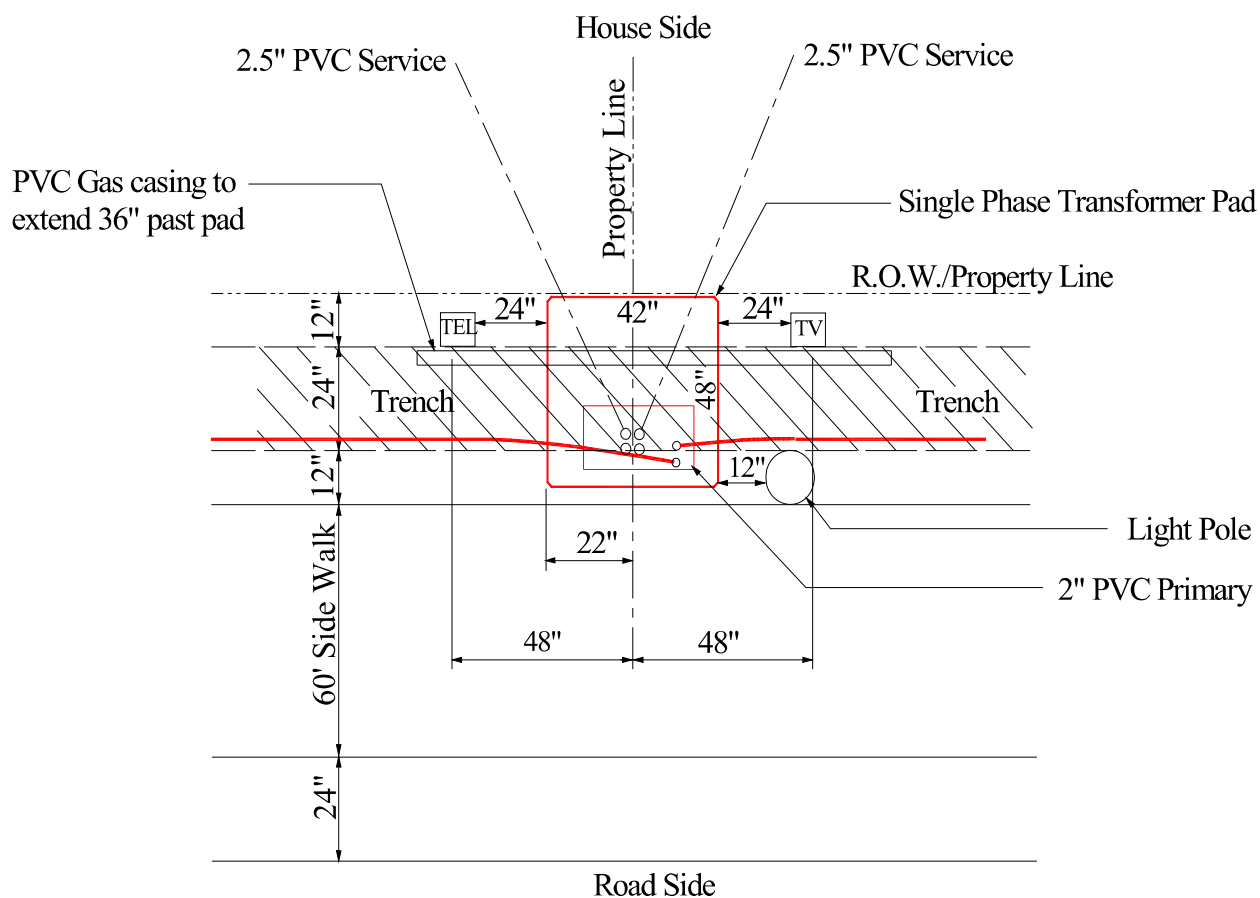 House Side
2.5" PVC Service
2.5" PVC Service
Property Line
PVC Gas casing to
extend 36" past pad
Single Phase Transformer Pad
R.O.W./Property Line
12"
TEL
24"
42"
24"
TV
24"
Trench
48"
Trench
12"
12"
22"
Light Pole
2" PVC Primary
60' Side Walk
48"
48"
24"
Road Side